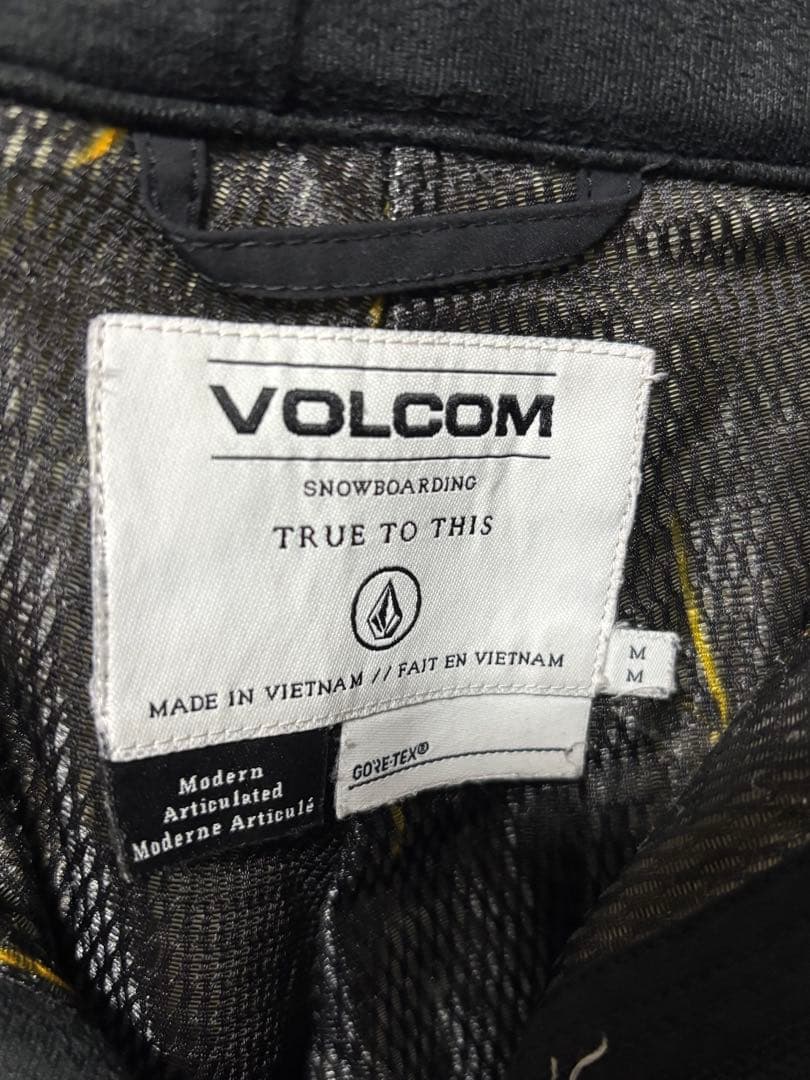 VOLCOM
SNOWBOARDING
TRUE TO THIS
MADE IN VIETNAM // FAIT EN VIETNAM
M
M
GORE-TEX®
Modern
Articulated
Moderne Articulé